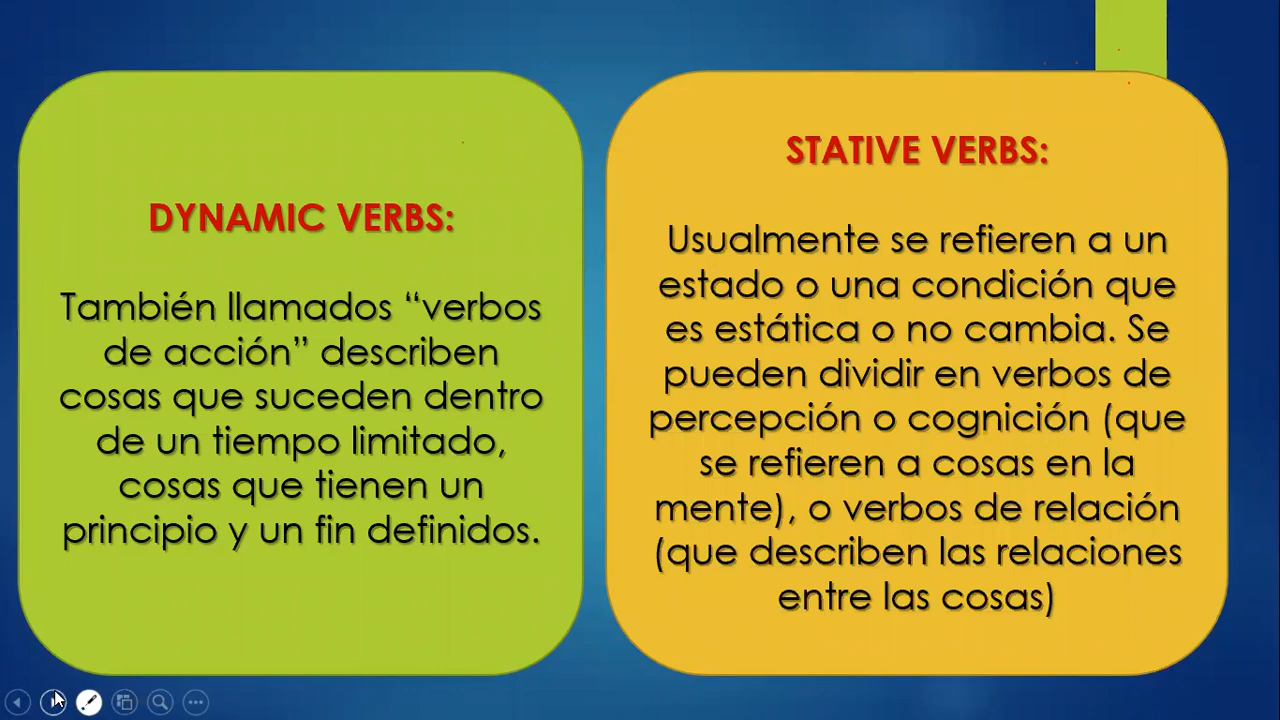 DYNAMIC VERBS:
También llamados “verbos
de acción” describen
cosas que suceden dentro
de un tiempo limitado,
cosas que tienen un
principio y un fin definidos.
STATIVE VERBS:
Usualmente se refieren a un
estado o una condición que
es estática o no cambia. Se
pueden dividir en verbos de
percepción o cognición (que
se refieren a cosas en la
mente), o verbos de relación
(que describen las relaciones
entre las cosas)